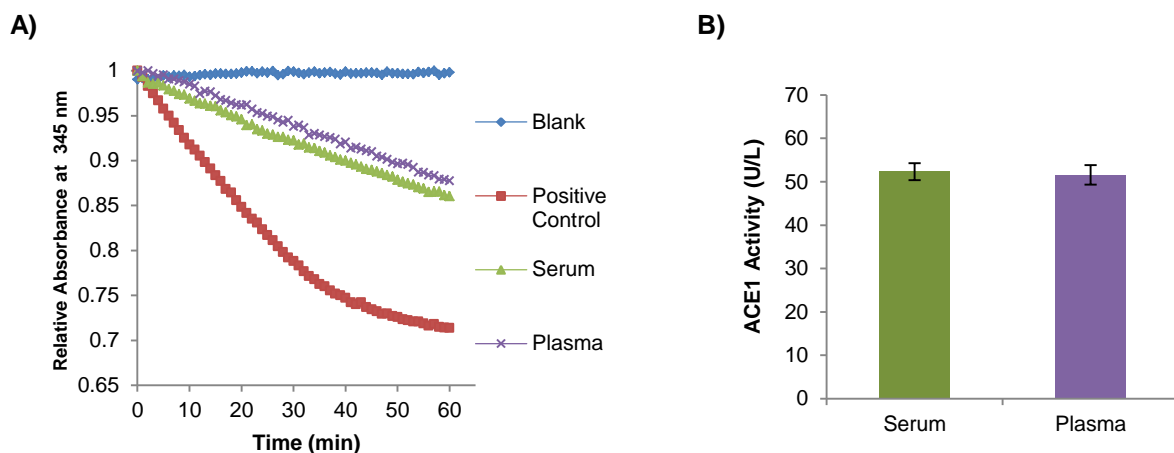 A)
Relative Absorbance at 345 nm
1
0.95
0.9
0.85
0.8
0.75
0.7
0.65
0 10 20 30 40 50 60
Time (min)
Blank
Positive
Control
Serum
Plasma
B)
ACE1 Activity (U/L)
70
60
50
40
30
20
10
0
Serum Plasma